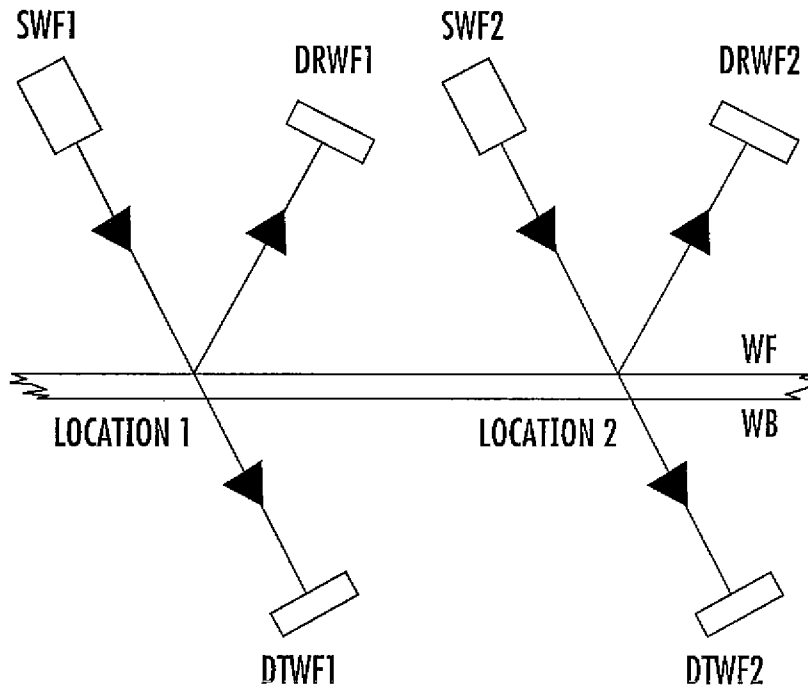 SWF1
DRWF1
SWF2
DRWF2
WF
LOCATION 1
LOCATION 2
WB
DTWF1
DTWF2